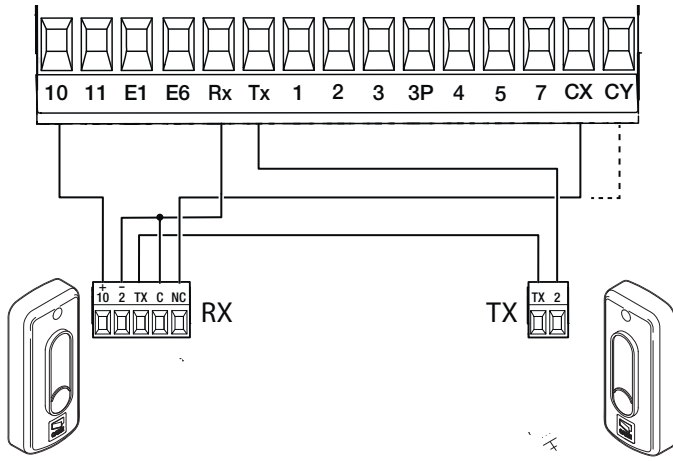 10 11 E1 E6 Rx Tx 1 2 3 3P 4 5 7 CX CY
+ −
10 2 TX C NC
RX
TX 2
TX